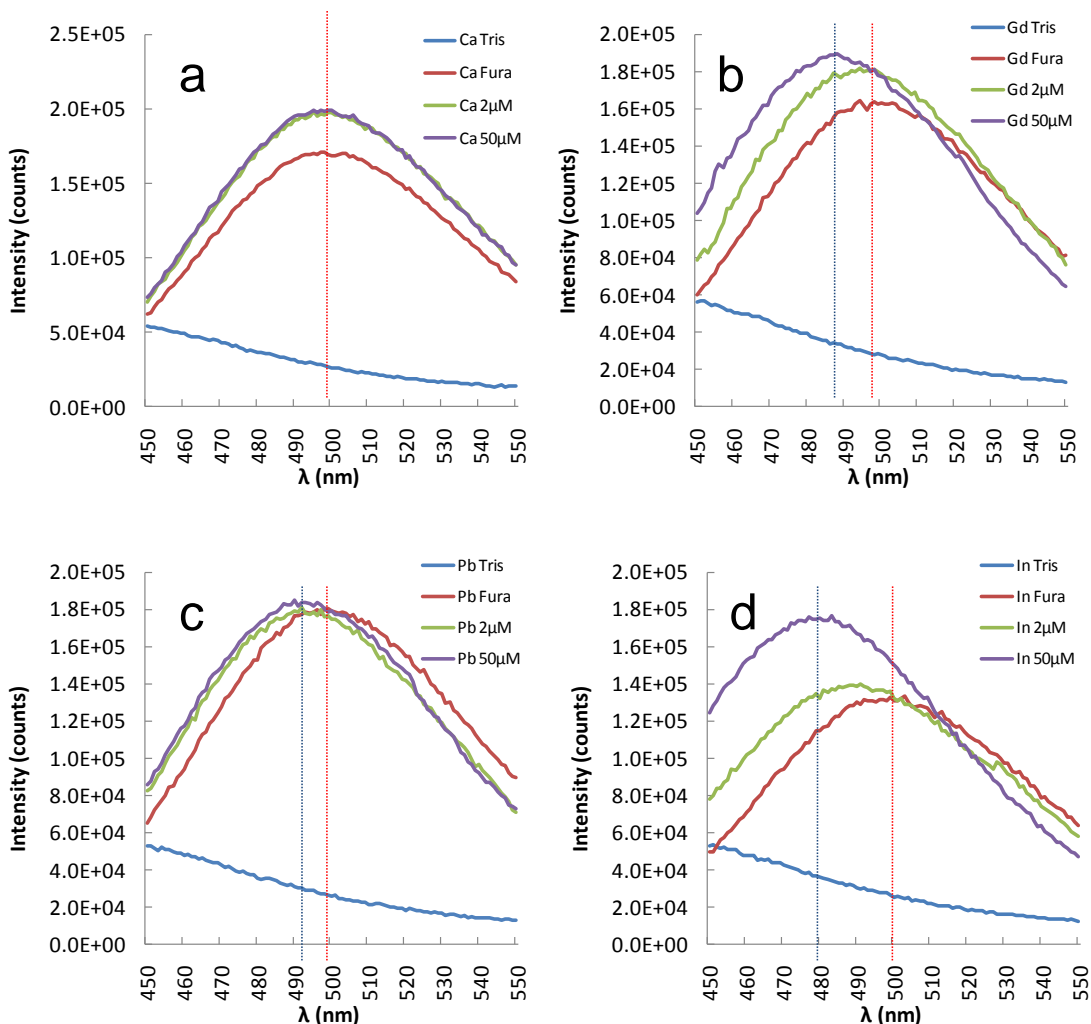 a
2.5E+05
2.0E+05
1.5E+05
1.0E+05
5.0E+04
0.0E+00
Intensity (counts)
450 460 470 480 490 500 510 520 530 540 550
λ (nm)
Ca Tris
Ca Fura
Ca 2μM
Ca 50μM
b
2.0E+05
1.8E+05
1.6E+05
1.4E+05
1.2E+05
1.0E+05
8.0E+04
6.0E+04
4.0E+04
2.0E+04
0.0E+00
Intensity (counts)
450 460 470 480 490 500 510 520 530 540 550
λ (nm)
Gd Tris
Gd Fura
Gd 2μM
Gd 50μM
c
2.0E+05
1.8E+05
1.6E+05
1.4E+05
1.2E+05
1.0E+05
8.0E+04
6.0E+04
4.0E+04
2.0E+04
0.0E+00
Intensity (counts)
450 460 470 480 490 500 510 520 530 540 550
λ (nm)
Pb Tris
Pb Fura
Pb 2μM
Pb 50μM
d
2.0E+05
1.8E+05
1.6E+05
1.4E+05
1.2E+05
1.0E+05
8.0E+04
6.0E+04
4.0E+04
2.0E+04
0.0E+00
Intensity (counts)
450 460 470 480 490 500 510 520 530 540 550
λ (nm)
In Tris
In Fura
In 2μM
In 50μM